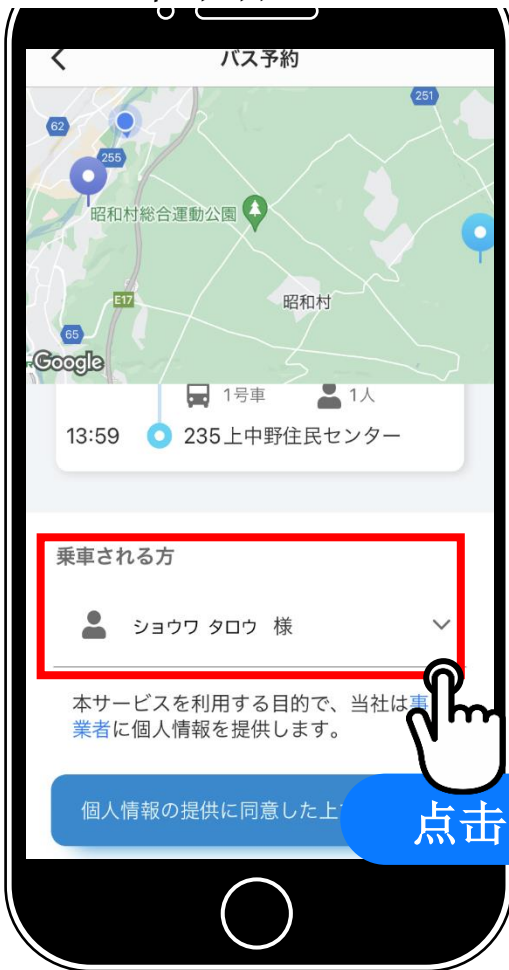 バス予約
251
62
255
昭和村総合運動公園
E17
昭和村
65
Google
1号車 1人
13:59 235上中野住民センター
乗車される方
ショウワ タロウ 様
本サービスを利用する目的で、当社は事
業者に個人情報を提供します。
個人情報の提供に同意した上
点击